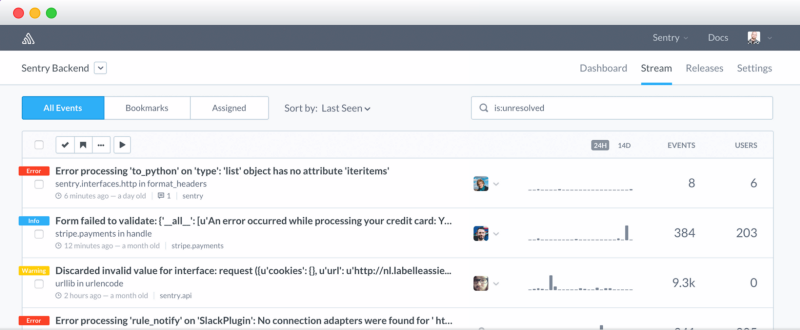 Sentry Docs
Sentry Backend Dashboard Stream Releases Settings
All Events Bookmarks Assigned Sort by: Last Seen is:unresolved
24H 14D EVENTS USERS
Error Error processing 'to_python' on 'type': 'list' object has no attribute 'iteritems'
sentry.interfaces.http in format_headers 8 6
6 minutes ago — a day old 1 sentry
Info Form failed to validate: {'__all__': [u'An error occurred while processing your credit card: Y...
stripe.payments in handle 384 203
12 minutes ago — a month old stripe.payments
Warning Discarded invalid value for interface: request ({u'cookies': {}, u'url': u'http://nl.labelleassie...
urllib in urlencode 9.3k 0
2 hours ago — a month old sentry.api
Error Error processing 'rule_notify' on 'SlackPlugin': No connection adapters were found for ' ht...